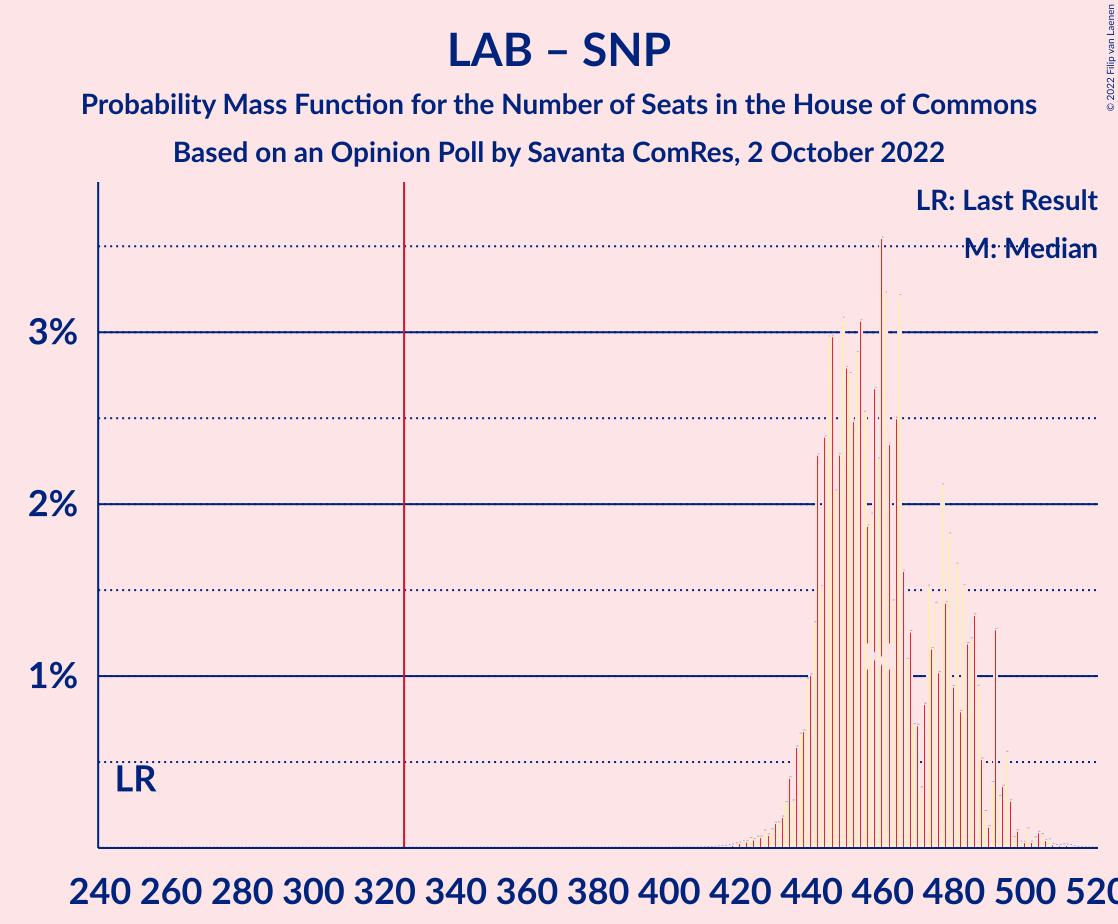 LAB – SNP
Probability Mass Function for the Number of Seats in the House of Commons
Based on an Opinion Poll by Savanta ComRes, 2 October 2022
© 2022 Filip van Laenen
LR: Last Result
M: Median
3%
2%
1%
LR
240 260 280 300 320 340 360 380 400 420 440 460 480 500 520